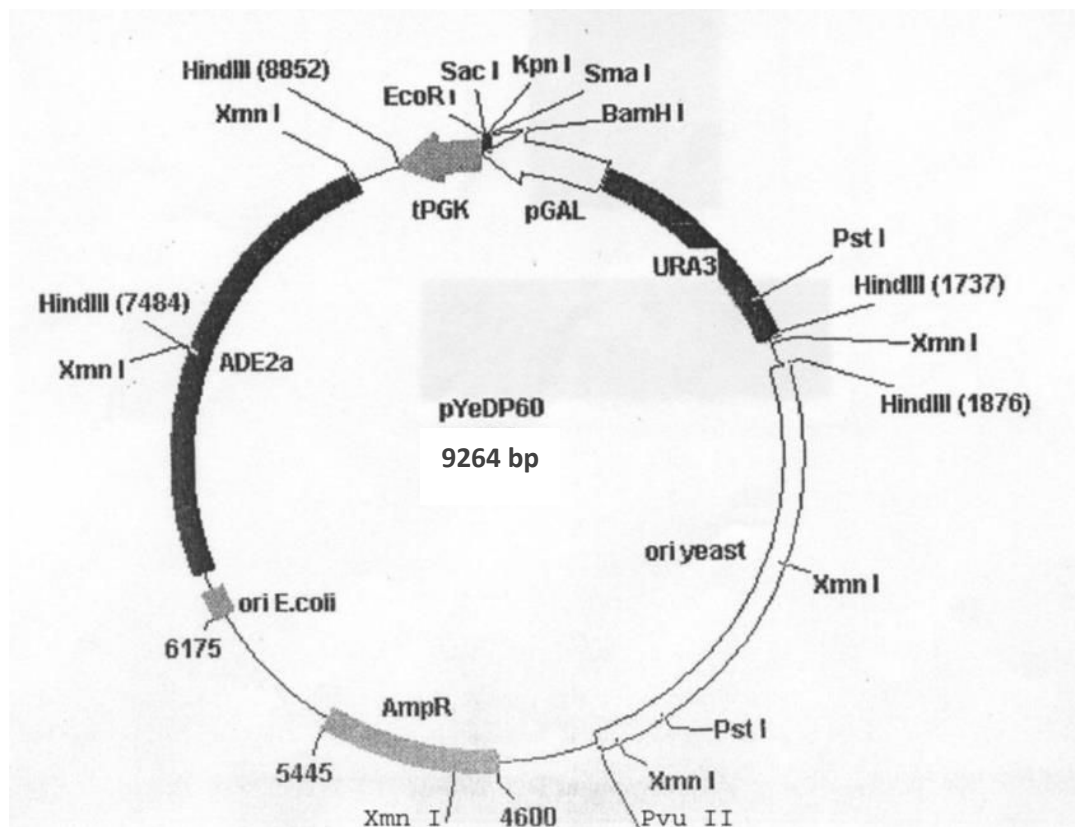 HindIII (8852)
Xmn I
EcoR I
Sac I
Kpn I
Sma I
BamH I
tPGK
pGAL
URA3
Pst I
HindIII (1737)
Xmn I
HindIII (1876)
HindIII (7484)
Xmn I
ADE2a
pYeDP60
9264 bp
ori yeast
Xmn I
ori E.coli
6175
AmpR
Pst I
5445
Xmn I
Xmn I
4600
Pvu II